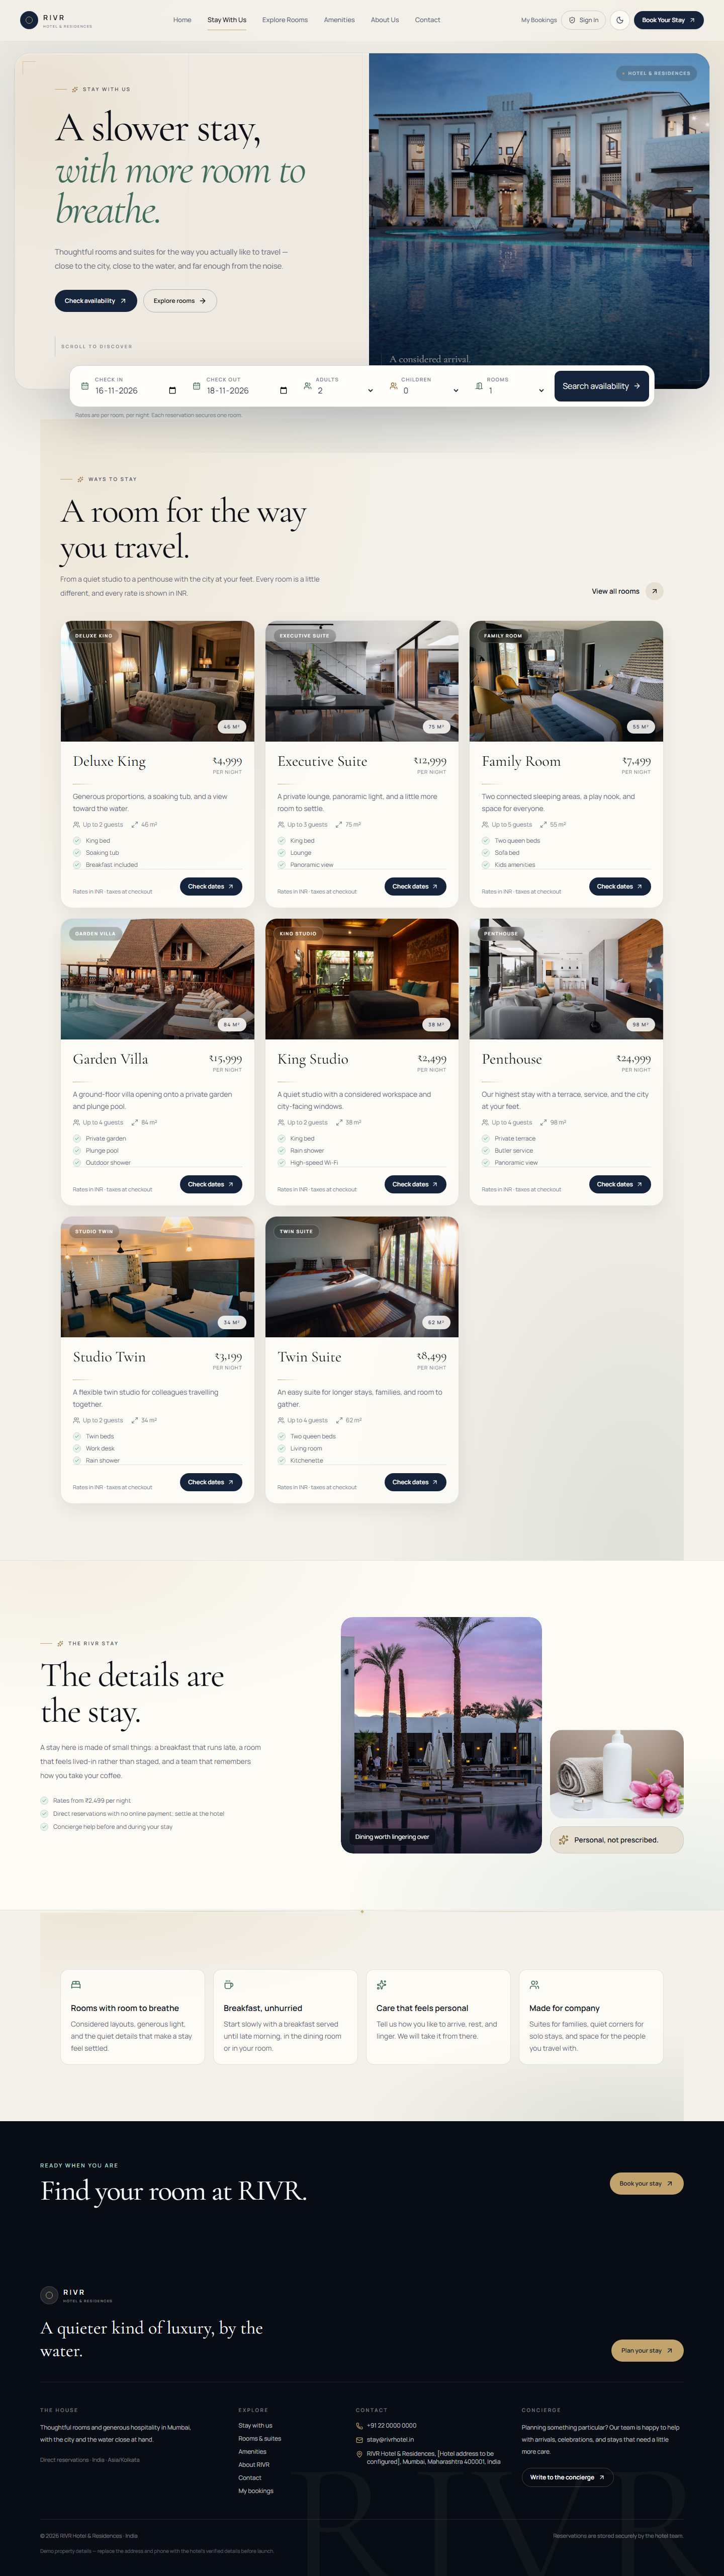 RIVR
HOTEL & RESIDENCES
Home
Stay With Us
Explore Rooms
Amenities
About Us
Contact
My Bookings
Sign In
Book Your Stay
STAY WITH US
A slower stay,
with more room to
breathe.
Thoughtful rooms and suites for the way you actually like to travel —
close to the city, close to the water, and far enough from the noise.
Check availability
Explore rooms
SCROLL TO DISCOVER
HOTEL & RESIDENCES
A considered arrival.
CHECK IN
16-11-2026
CHECK OUT
18-11-2026
ADULTS
2
CHILDREN
0
ROOMS
1
Search availability
Rates are per room, per night. Each reservation secures one room.
WAYS TO STAY
A room for the way
you travel.
From a quiet studio to a penthouse with the city at your feet. Every room is a little
different, and every rate is shown in INR.
View all rooms
DELUXE KING
46 M²
Deluxe King
₹4,999
PER NIGHT
Generous proportions, a soaking tub, and a view
toward the water.
Up to 2 guests
46 m²
King bed
Soaking tub
Breakfast included
Rates in INR · taxes at checkout
Check dates
EXECUTIVE SUITE
75 M²
Executive Suite
₹12,999
PER NIGHT
A private lounge, panoramic light, and a little more
room to settle.
Up to 3 guests
75 m²
King bed
Lounge
Panoramic view
Rates in INR · taxes at checkout
Check dates
FAMILY ROOM
55 M²
Family Room
₹7,499
PER NIGHT
Two connected sleeping areas, a play nook, and
space for everyone.
Up to 5 guests
55 m²
Two queen beds
Sofa bed
Kids amenities
Rates in INR · taxes at checkout
Check dates
GARDEN VILLA
84 M²
Garden Villa
₹15,999
PER NIGHT
A ground-floor villa opening onto a private garden
and plunge pool.
Up to 4 guests
84 m²
Private garden
Plunge pool
Outdoor shower
Rates in INR · taxes at checkout
Check dates
KING STUDIO
38 M²
King Studio
₹2,499
PER NIGHT
A quiet studio with a considered workspace and
city-facing windows.
Up to 2 guests
38 m²
King bed
Rain shower
High-speed Wi-Fi
Rates in INR · taxes at checkout
Check dates
PENTHOUSE
98 M²
Penthouse
₹24,999
PER NIGHT
Our highest stay with a terrace, service, and the city
at your feet.
Up to 4 guests
98 m²
Private terrace
Butler service
Panoramic view
Rates in INR · taxes at checkout
Check dates
STUDIO TWIN
34 M²
Studio Twin
₹3,199
PER NIGHT
A flexible twin studio for colleagues travelling
together.
Up to 2 guests
34 m²
Twin beds
Work desk
Rain shower
Rates in INR · taxes at checkout
Check dates
TWIN SUITE
62 M²
Twin Suite
₹8,499
PER NIGHT
An easy suite for longer stays, families, and room to
gather.
Up to 4 guests
62 m²
Two queen beds
Living room
Kitchenette
Rates in INR · taxes at checkout
Check dates
THE RIVR STAY
The details are
the stay.
A stay here is made of small things: a breakfast that runs late, a room
that feels lived-in rather than staged, and a team that remembers
how you take your coffee.
Rates from ₹2,499 per night
Direct reservations with no online payment: settle at the hotel
Concierge help before and during your stay
Dining worth lingering over
Personal, not prescribed.
Rooms with room to breathe
Considered layouts, generous light,
and the quiet details that make a stay
feel settled.
Breakfast, unhurried
Start slowly with a breakfast served
until late morning, in the dining room
or in your room.
Care that feels personal
Tell us how you like to arrive, rest, and
linger. We will take it from there.
Made for company
Suites for families, quiet corners for
solo stays, and space for the people
you travel with.
READY WHEN YOU ARE
Find your room at RIVR.
Book your stay
RIVR
HOTEL & RESIDENCES
A quieter kind of luxury, by the
water.
Plan your stay
THE HOUSE
Thoughtful rooms and generous hospitality in Mumbai,
with the city and the water close at hand.
Direct reservations · India · Asia/Kolkata
EXPLORE
Stay with us
Rooms & suites
Amenities
About RIVR
Contact
My bookings
CONTACT
+91 22 0000 0000
stay@rivrhotel.in
RIVR Hotel & Residences, [Hotel address to be
configured], Mumbai, Maharashtra 400001, India
CONCIERGE
Planning something particular? Our team is happy to help
with arrivals, celebrations, and stays that need a little
more care.
Write to the concierge
RIVR
© 2026 RIVR Hotel & Residences · India
Reservations are stored securely by the hotel team.
Demo property details — replace the address and phone with the hotel's verified details before launch.